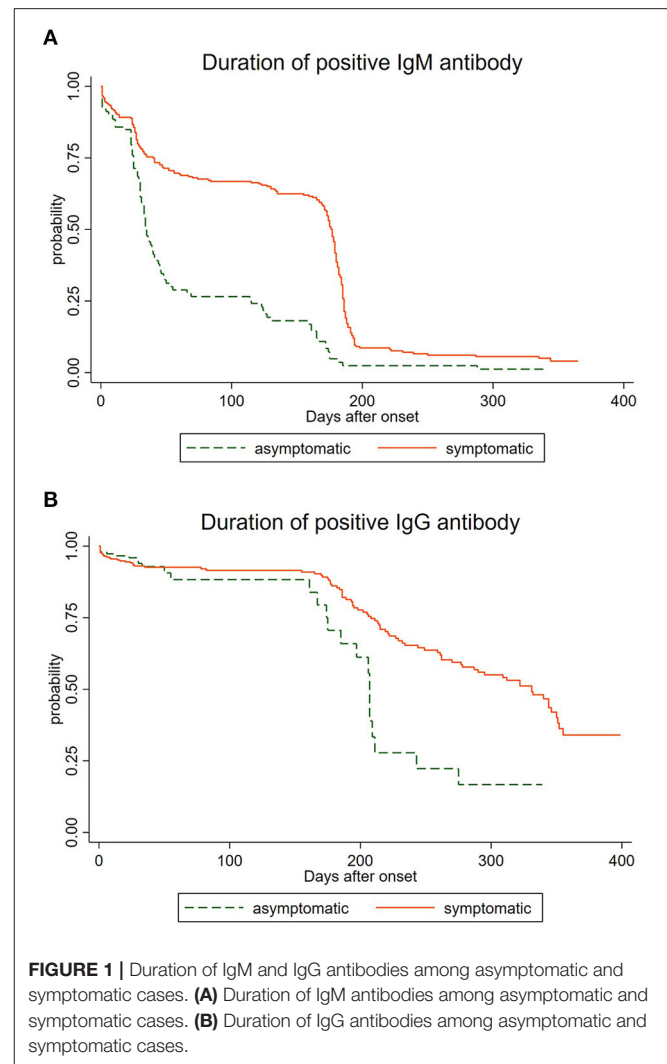 A
Duration of positive IgM antibody
1.00
0.75
0.50
0.25
0.00
probability
0 100 200 300 400
Days after onset
asymptomatic symptomatic
B
Duration of positive IgG antibody
1.00
0.75
0.50
0.25
0.00
probability
0 100 200 300 400
Days after onset
asymptomatic symptomatic
FIGURE 1 | Duration of IgM and IgG antibodies among asymptomatic and
symptomatic cases. (A) Duration of IgM antibodies among asymptomatic and
symptomatic cases. (B) Duration of IgG antibodies among asymptomatic and
symptomatic cases.